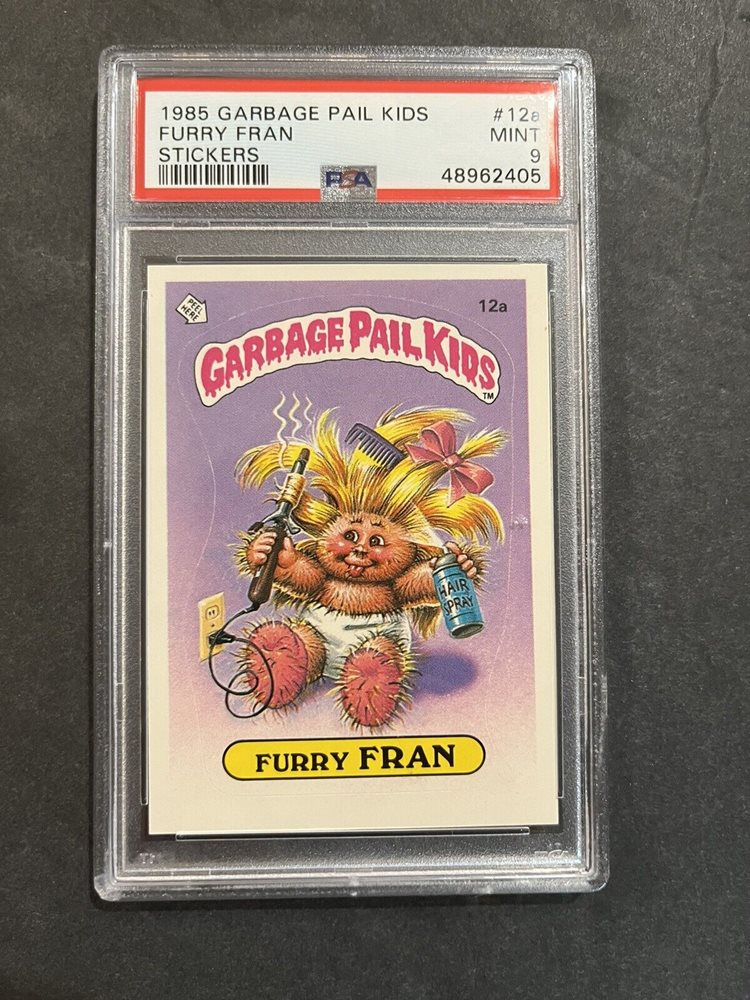 1985 GARBAGE PAIL KIDS #12a
FURRY FRAN MINT
STICKERS 9
PSA 48962405
PEEL
HERE
12a
GARBAGE PAIL KIDS
TM
HAIR
SPRAY
FURRY FRAN